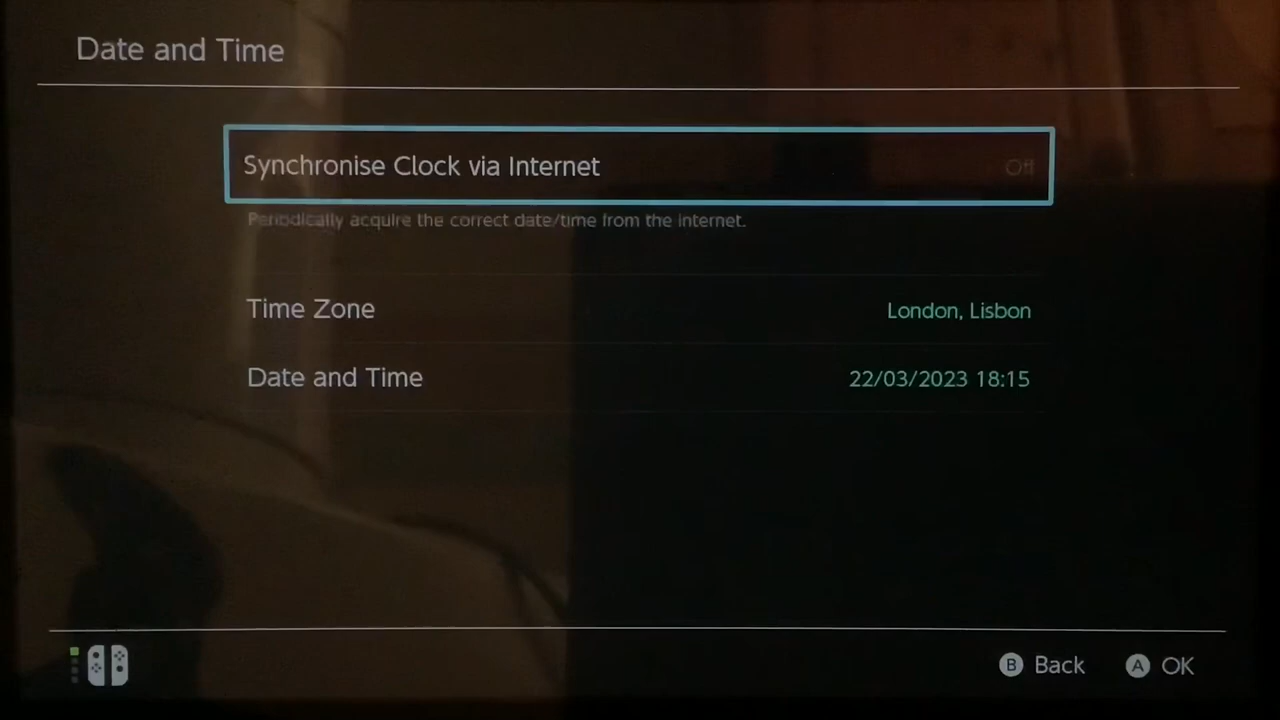 Date and Time
Synchronise Clock via Internet Off
Periodically acquire the correct date/time from the internet.
Time Zone London, Lisbon
Date and Time 22/03/2023 18:15
B Back A OK